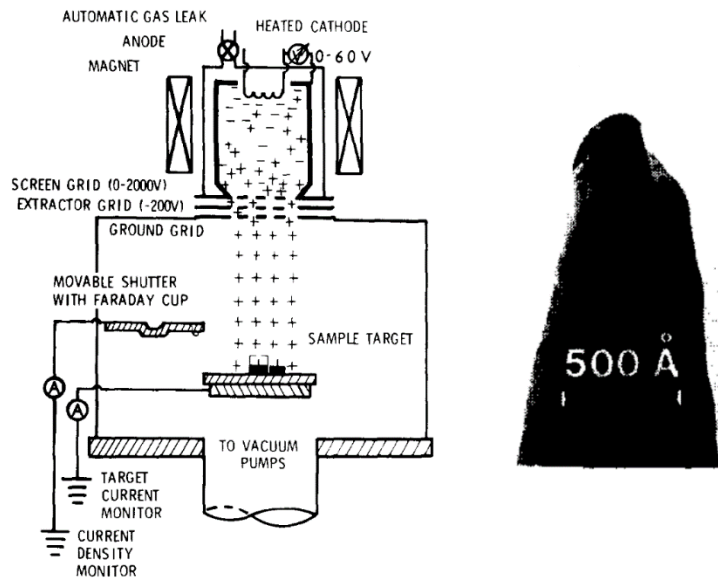 AUTOMATIC GAS LEAK
ANODE
MAGNET
HEATED CATHODE
0-60 V
SCREEN GRID (0-2000V)
EXTRACTOR GRID (-200V)
GROUND GRID
MOVABLE SHUTTER
WITH FARADAY CUP
SAMPLE TARGET
A
A
TO VACUUM
PUMPS
TARGET
CURRENT
MONITOR
CURRENT
DENSITY
MONITOR
500 Å